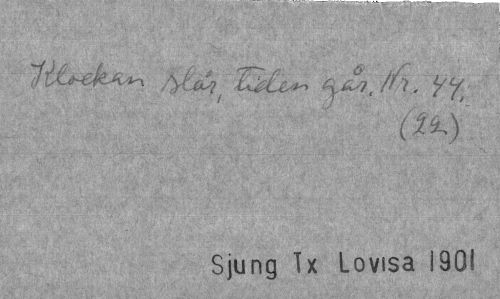 Klockan slår, tiden går. Nr. 44.
(22)
Sjung Tx Lovisa 1901